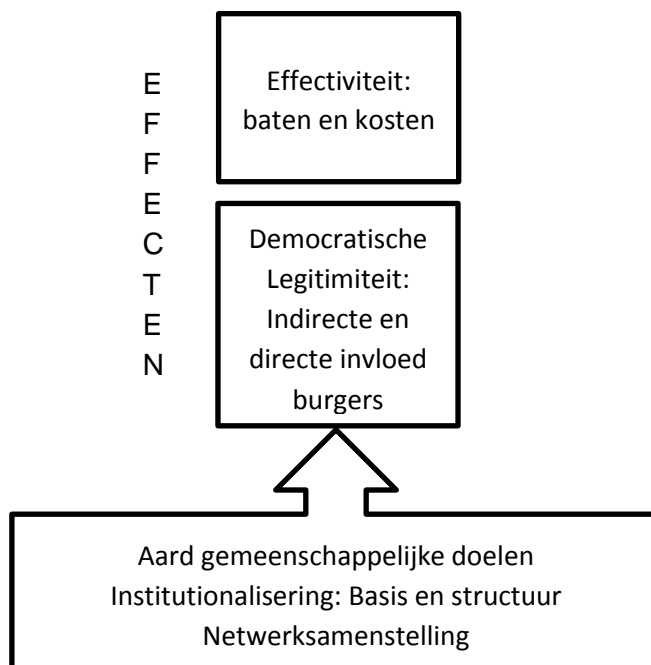 EFFECTEN
Effectiviteit:
baten en kosten
Democratische
Legitimiteit:
Indirecte en
directe invloed
burgers
Aard gemeenschappelijke doelen
Institutionalisering: Basis en structuur
Netwerksamenstelling